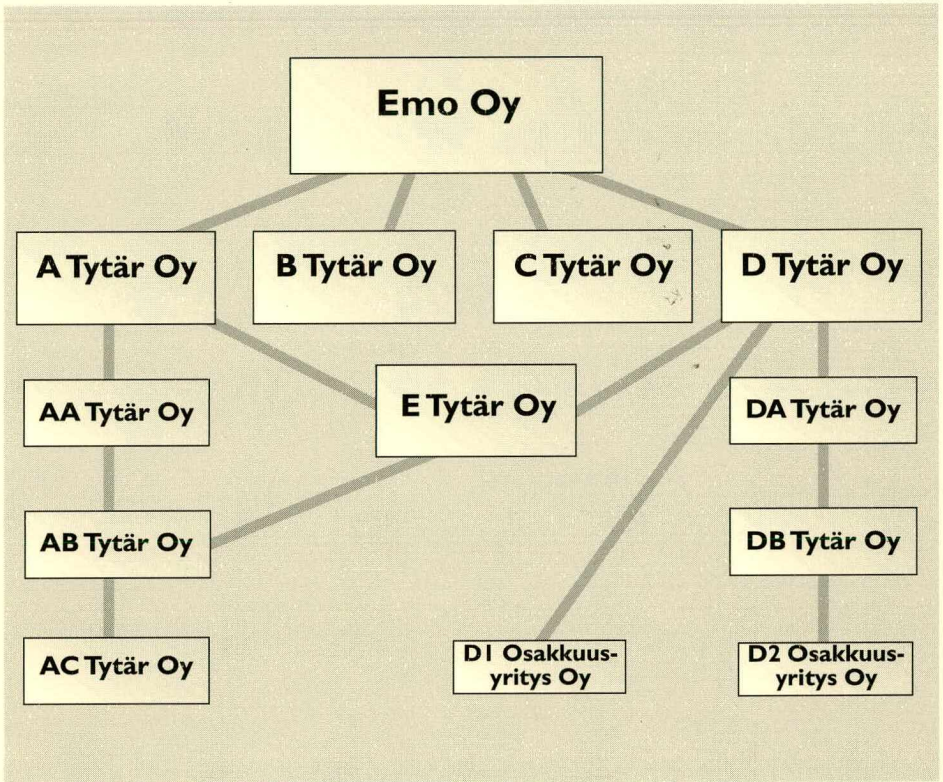 Emo Oy
A Tytär Oy
B Tytär Oy
C Tytär Oy
D Tytär Oy
AA Tytär Oy
E Tytär Oy
DA Tytär Oy
AB Tytär Oy
DB Tytär Oy
AC Tytär Oy
D1 Osakkuus-
yritys Oy
D2 Osakkuus-
yritys Oy